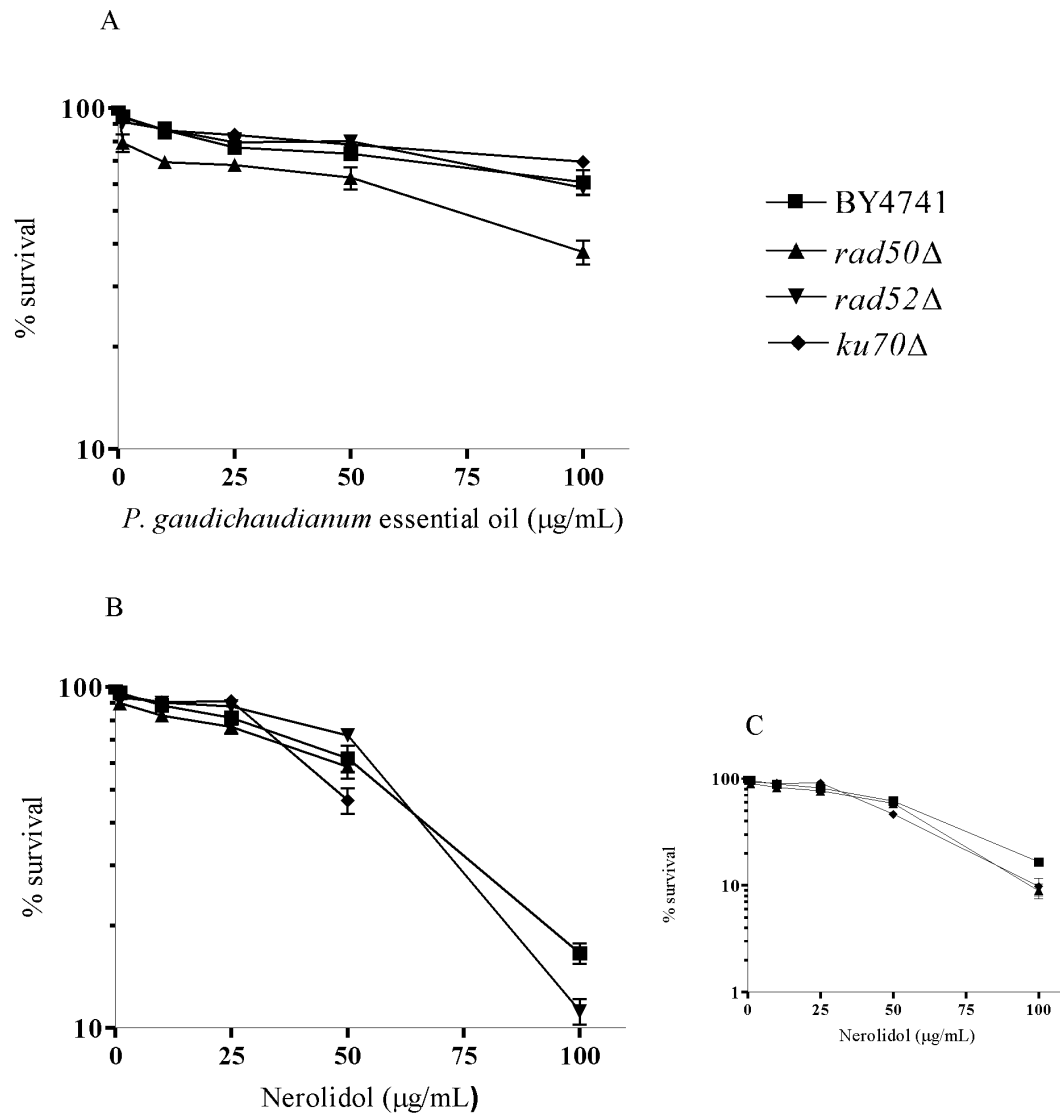 A
100
10
% survival
0 25 50 75 100
P. gaudichaudianum essential oil (µg/mL)
BY4741
rad50Δ
rad52Δ
ku70Δ
B
100
10
% survival
0 25 50 75 100
Nerolidol (µg/mL)
C
100
10
1
% survival
0 25 50 75 100
Nerolidol (µg/mL)